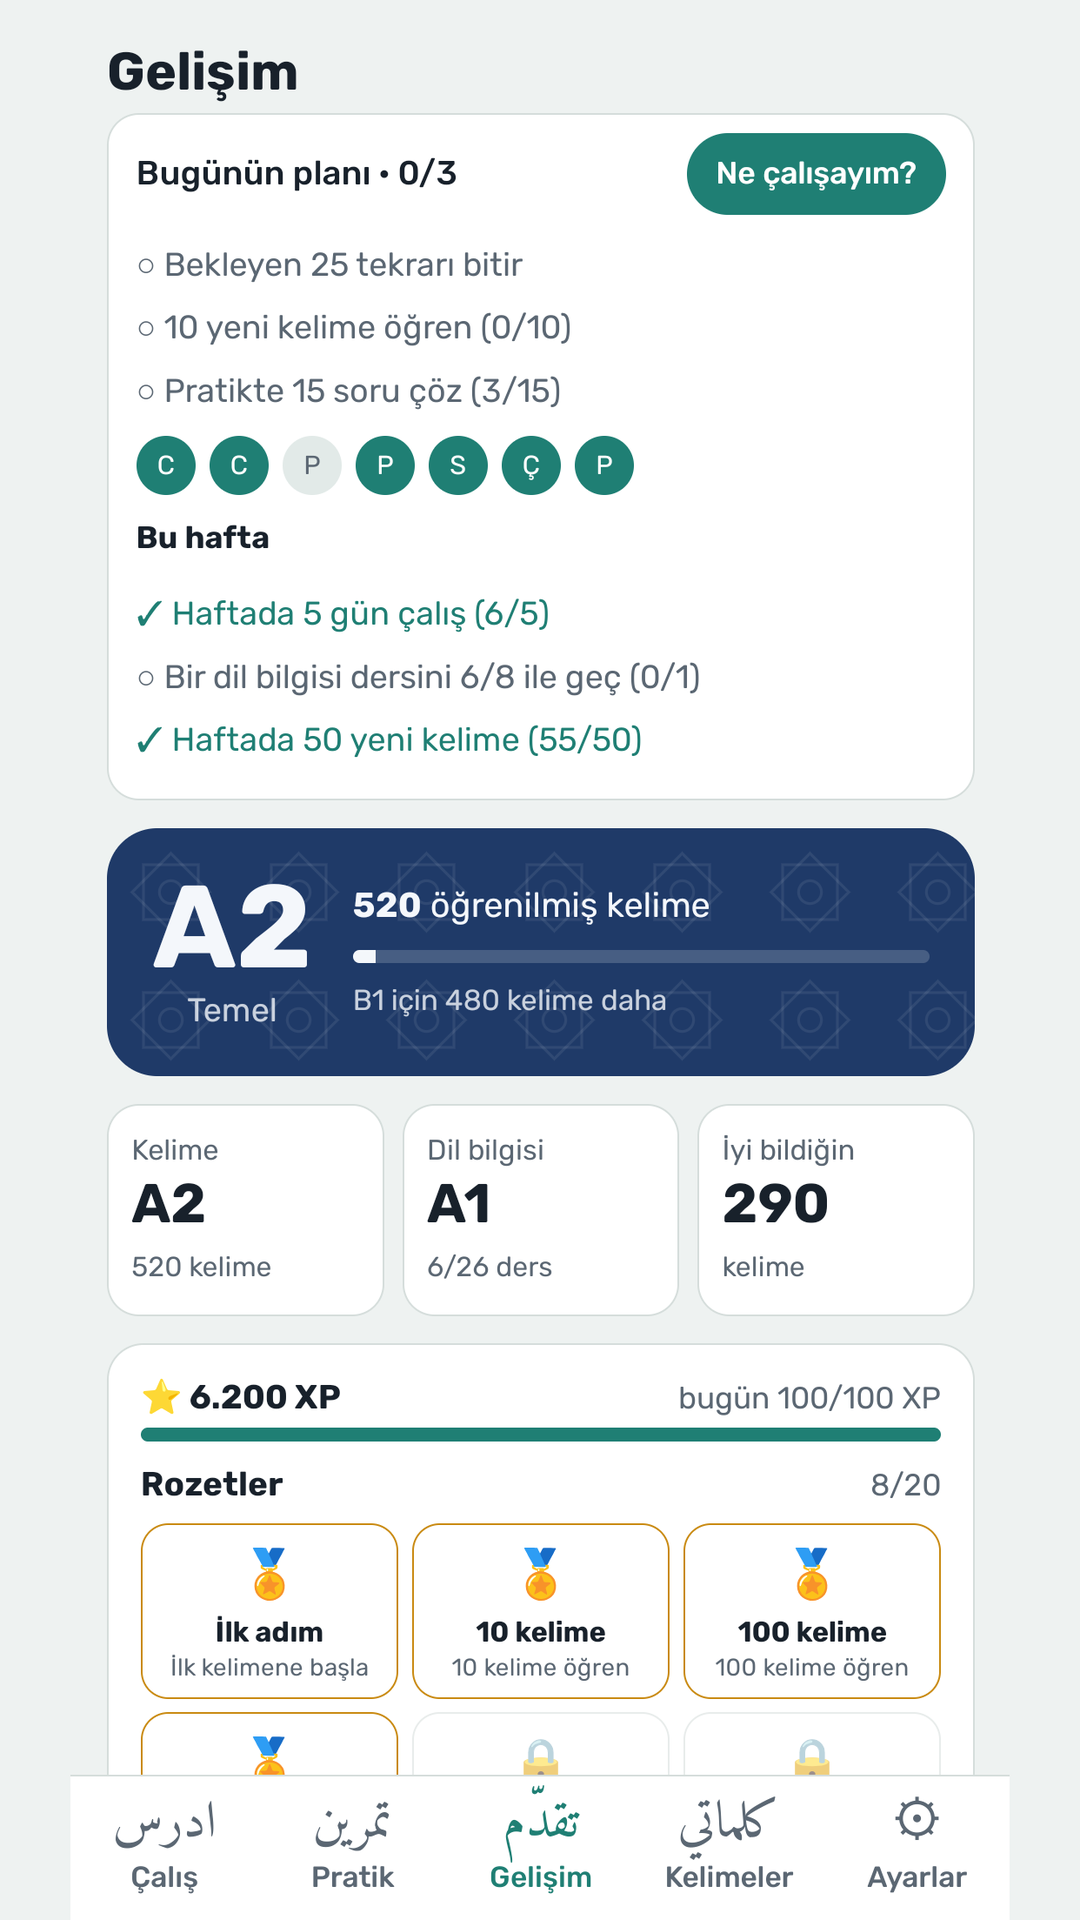 Gelişim
Bugünün planı • 0/3
Ne çalışayım?
○ Bekleyen 25 tekrarı bitir
○ 10 yeni kelime öğren (0/10)
○ Pratikte 15 soru çöz (3/15)
C C P P S Ç P
Bu hafta
✓ Haftada 5 gün çalış (6/5)
○ Bir dil bilgisi dersini 6/8 ile geç (0/1)
✓ Haftada 50 yeni kelime (55/50)
A2
Temel
520 öğrenilmiş kelime
B1 için 480 kelime daha
Kelime
A2
520 kelime
Dil bilgisi
A1
6/26 ders
İyi bildiğin
290
kelime
⭐ 6.200 XP
bugün 100/100 XP
Rozetler
8/20
İlk adım
İlk kelimene başla
10 kelime
10 kelime öğren
100 kelime
100 kelime öğren
ادرس
Çalış
تمرين
Pratik
تقدّم
Gelişim
كلماتي
Kelimeler
Ayarlar